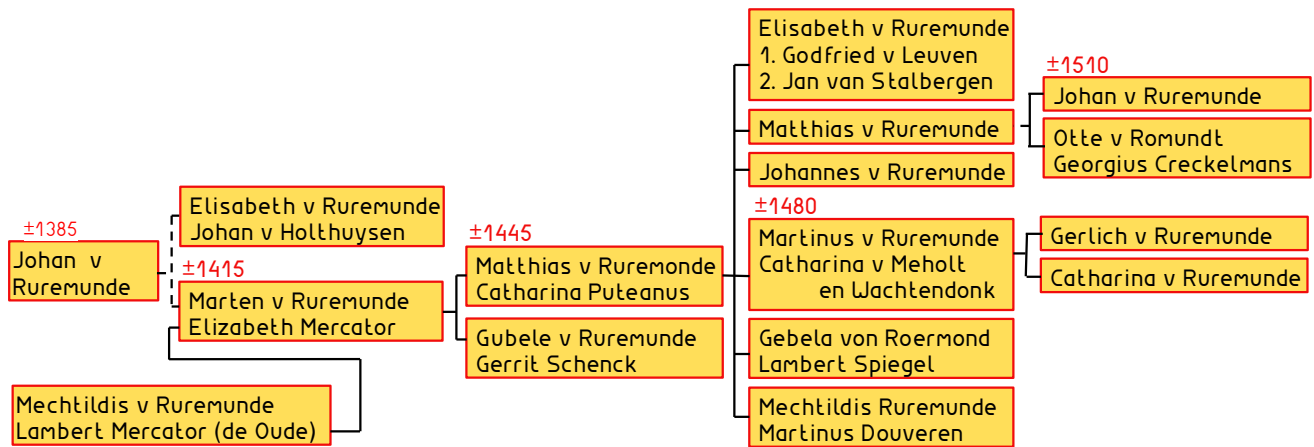 ±1385
Johan v
Ruremunde
Elisabeth v Ruremunde
Johan v Holthuysen
±1415
Marten v Ruremunde
Elizabeth Mercator
Mechtildis v Ruremunde
Lambert Mercator (de Oude)
±1445
Matthias v Ruremonde
Catharina Puteanus
Gubele v Ruremunde
Gerrit Schenck
Elisabeth v Ruremunde
1. Godfried v Leuven
2. Jan van Stalbergen
Matthias v Ruremunde
Johannes v Ruremunde
±1480
Martinus v Ruremunde
Catharina v Meholt
en Wachtendonk
Gebela von Roermond
Lambert Spiegel
Mechtildis Ruremunde
Martinus Douveren
±1510
Johan v Ruremunde
Otte v Romundt
Georgius Creckelmans
Gerlich v Ruremunde
Catharina v Ruremunde